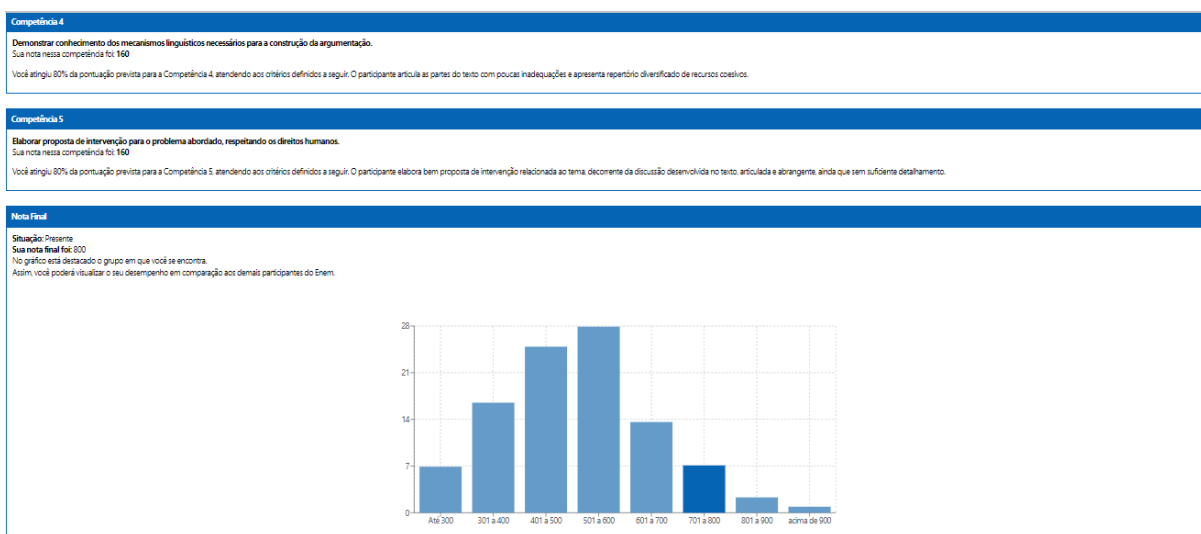 Competência 4
Demonstrar conhecimento dos mecanismos linguísticos necessários para a construção da argumentação.
Sua nota nessa competência foi: 160
Você atingiu 80% da pontuação prevista para a Competência 4, atendendo aos critérios definidos a seguir. O participante articula as partes do texto com poucas inadequações e apresenta repertório diversificado de recursos coesivos.
Competência 5
Elaborar proposta de intervenção para o problema abordado, respeitando os direitos humanos.
Sua nota nessa competência foi: 160
Você atingiu 80% da pontuação prevista para a Competência 5, atendendo aos critérios definidos a seguir. O participante elabora bem proposta de intervenção relacionada ao tema, decorrente da discussão desenvolvida no texto, articulada e abrangente, ainda que sem suficiente detalhamento.
Nota Final
Situação: Presente
Sua nota final foi: 800
No gráfico está destacado o grupo em que você se encontra.
Assim, você poderá visualizar o seu desempenho em comparação aos demais participantes do Enem.
28
21
14
7
0
Até 300 301 a 400 401 a 500 501 a 600 601 a 700 701 a 800 801 a 900 acima de 900